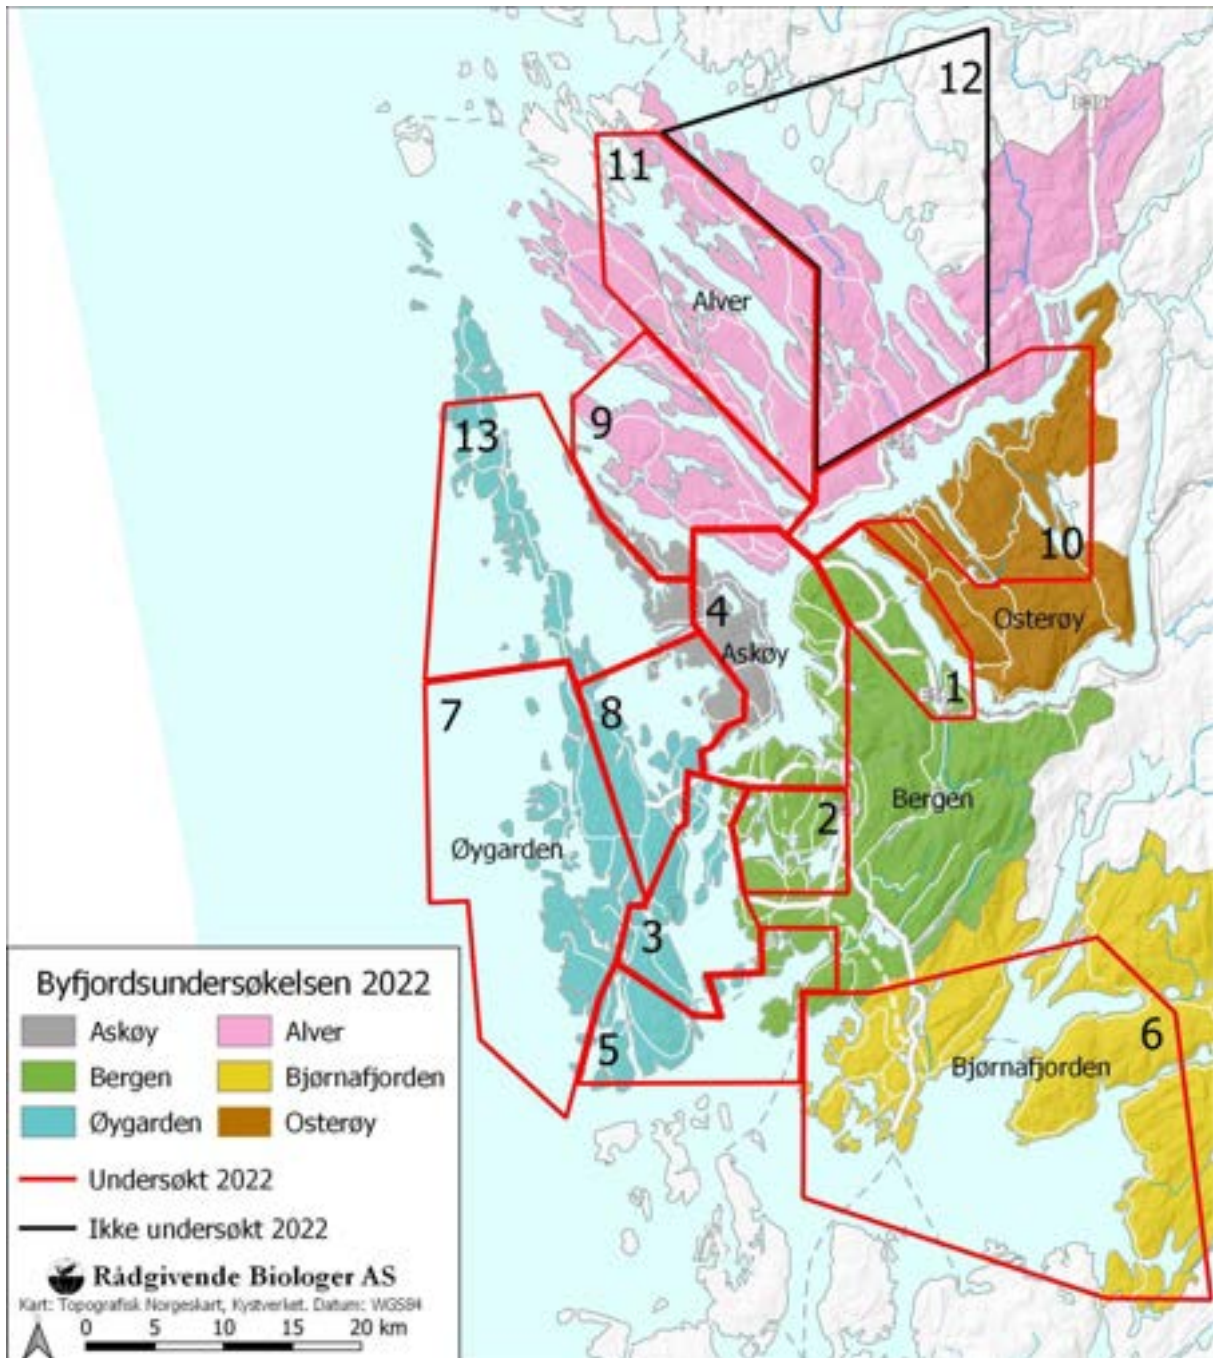 12
11
Alver
9
13
10
4
Osterøy
Askøy
1
7
8
Bergen
2
Øygarden
3
6
5
Bjørnafjorden
Byfjordsundersøkelsen 2022
Askøy
Alver
Bergen
Bjørnafjorden
Øygarden
Osterøy
Undersøkt 2022
Ikke undersøkt 2022
Rådgivende Biologer AS
Kart: Topografisk Norgeskart, Kystverket. Datum: WGS84
0 5 10 15 20 km